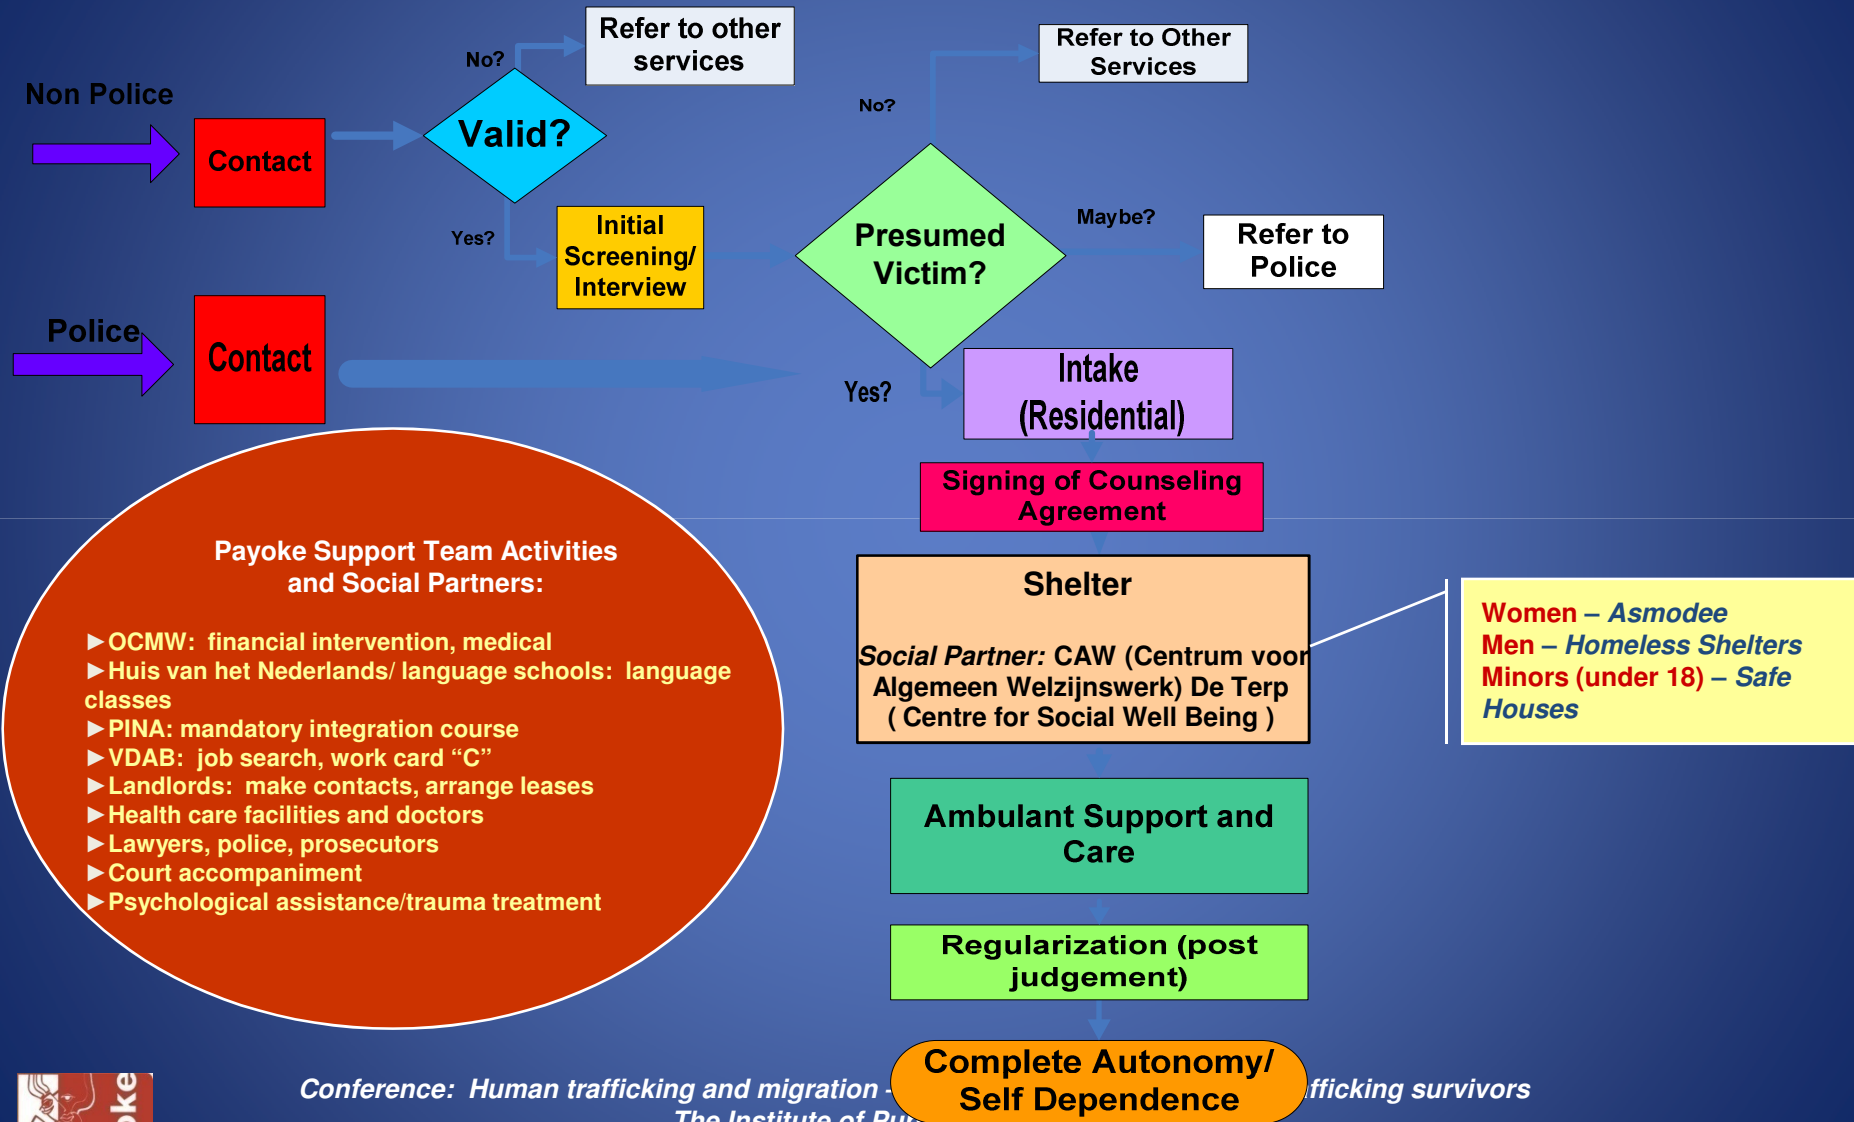 Non Police
Contact
No?
Valid?
Yes?
Refer to other
services
Initial
Screening/
Interview
No?
Refer to Other
Services
Presumed
Victim?
Maybe?
Refer to
Police
Police
Contact
Yes?
Intake
(Residential)
Signing of Counseling
Agreement
Shelter
Social Partner: CAW (Centrum voor
Algemeen Welzijnswerk) De Terp
( Centre for Social Well Being )
Women – Asmodee
Men – Homeless Shelters
Minors (under 18) – Safe
Houses
Ambulant Support and
Care
Regularization (post
judgement)
Complete Autonomy/
Self Dependence
Payoke Support Team Activities
and Social Partners:
►OCMW: financial intervention, medical
►Huis van het Nederlands/ language schools: language
classes
►PINA: mandatory integration course
►VDAB: job search, work card “C”
►Landlords: make contacts, arrange leases
►Health care facilities and doctors
►Lawyers, police, prosecutors
►Court accompaniment
►Psychological assistance/trauma treatment
oke
Conference: Human trafficking and migration - fficking survivors
The Institute of